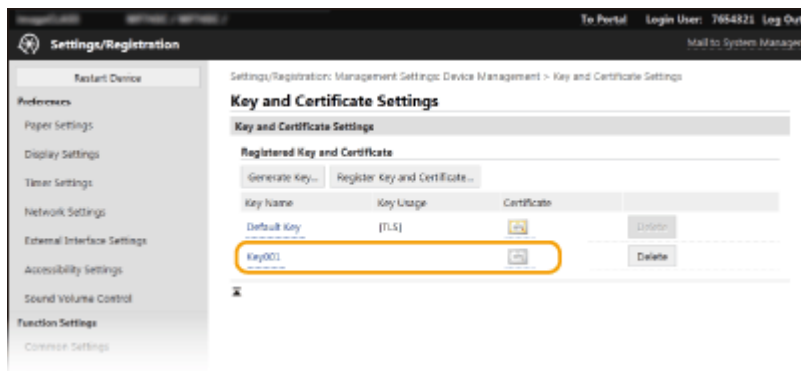 To Portal Login User: 7654321 Log Out
Settings/Registration
Mail to System Manager
Restart Device
Settings/Registration: Management Settings: Device Management > Key and Certificate Settings
Preferences
Key and Certificate Settings
Paper Settings
Key and Certificate Settings
Display Settings
Registered Key and Certificate
Timer Settings
Generate Key... Register Key and Certificate...
Network Settings
Key Name Key Usage Certificate
External Interface Settings
Default Key [TLS] Delete
Accessibility Settings
Key001 Delete
Sound Volume Control
Function Settings
Common Settings